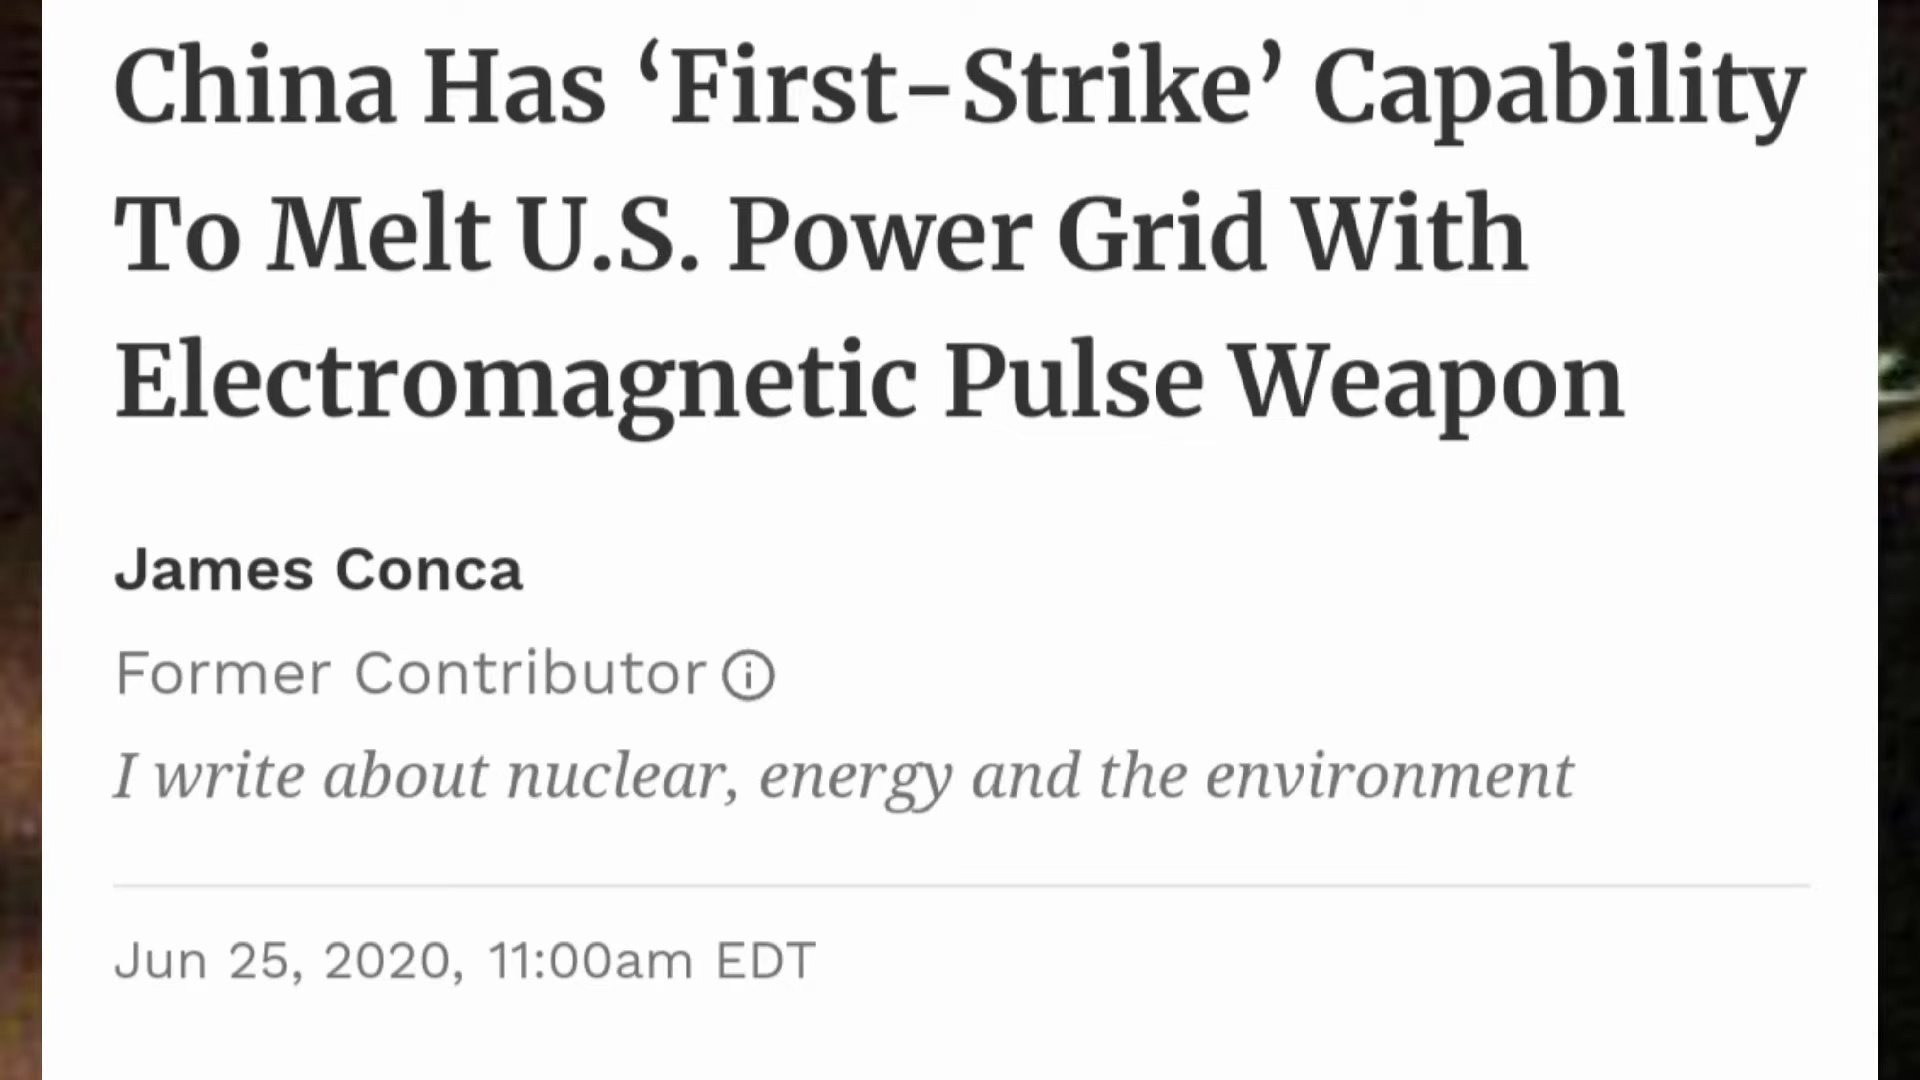 China Has ‘First-Strike’ Capability
To Melt U.S. Power Grid With
Electromagnetic Pulse Weapon
James Conca
Former Contributor
I write about nuclear, energy and the environment
Jun 25, 2020, 11:00am EDT